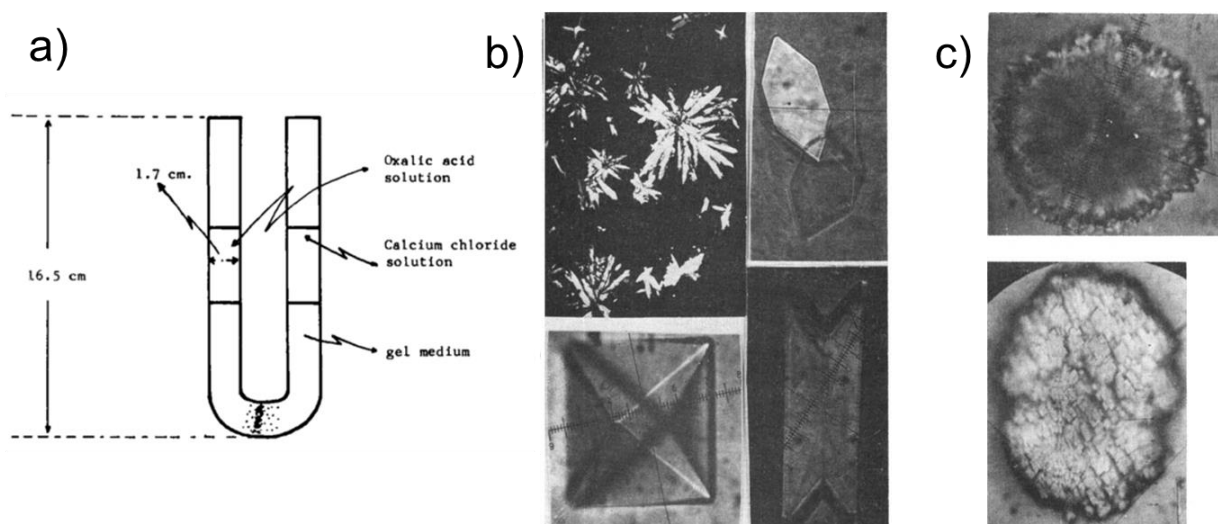 a)
b)
c)
1.7 cm.
Oxalic acid
solution
Calcium chloride
solution
16.5 cm
gel medium